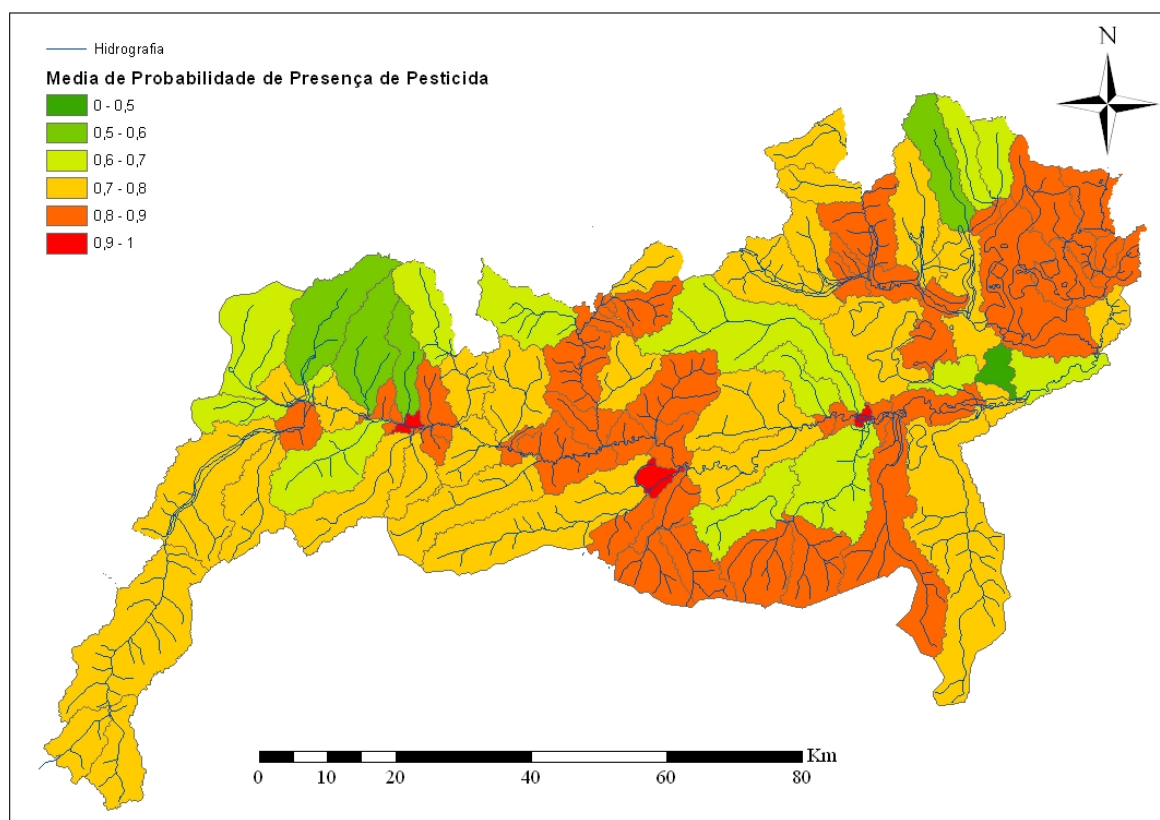 Hidrografia
Media de Probabilidade de Presença de Pesticida
0 - 0,5
0,5 - 0,6
0,6 - 0,7
0,7 - 0,8
0,8 - 0,9
0,9 - 1
N
Km
0 10 20 40 60 80